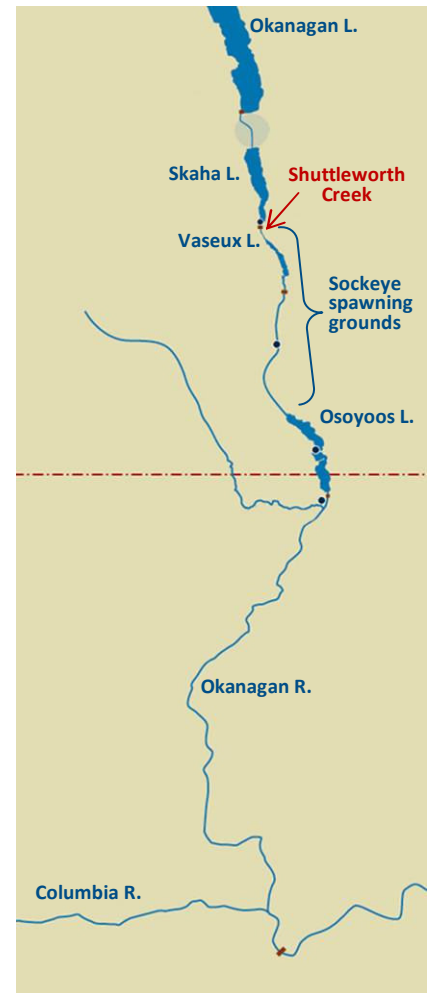 Okanagan L.
Skaha L.
Shuttleworth
Creek
Vaseux L.
Sockeye
spawning
grounds
Osoyoos L.
Okanagan R.
Columbia R.